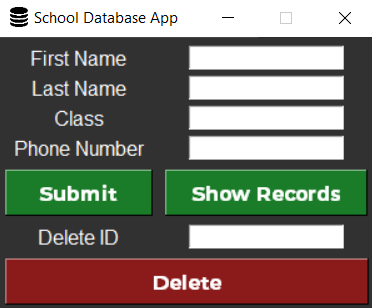 School Database App
First Name
Last Name
Class
Phone Number
Submit Show Records
Delete ID
Delete